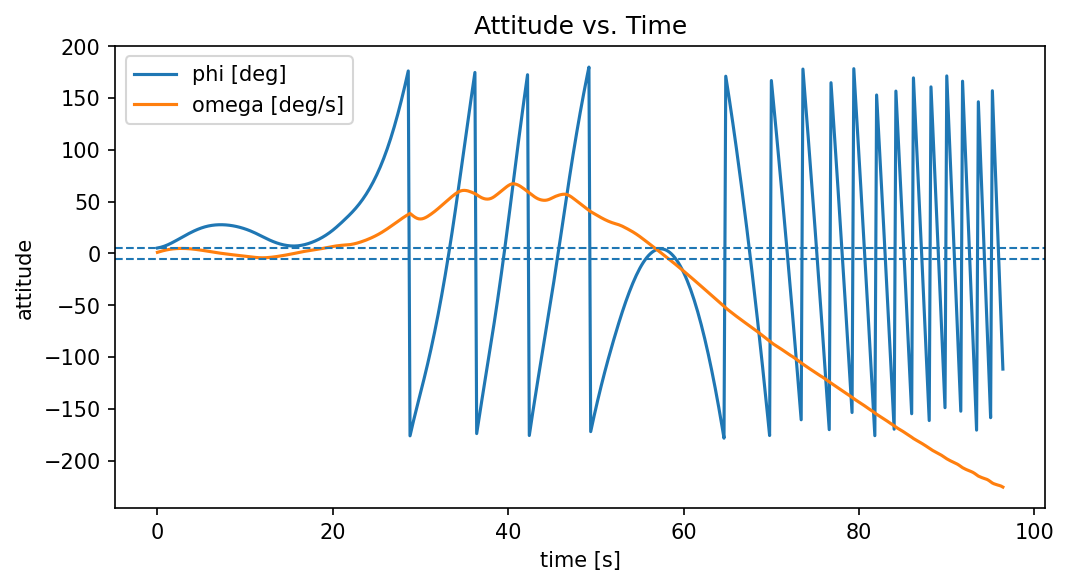 Attitude vs. Time
phi [deg]
omega [deg/s]
attitude
200
150
100
50
0
−50
−100
−150
−200
0 20 40 60 80 100
time [s]